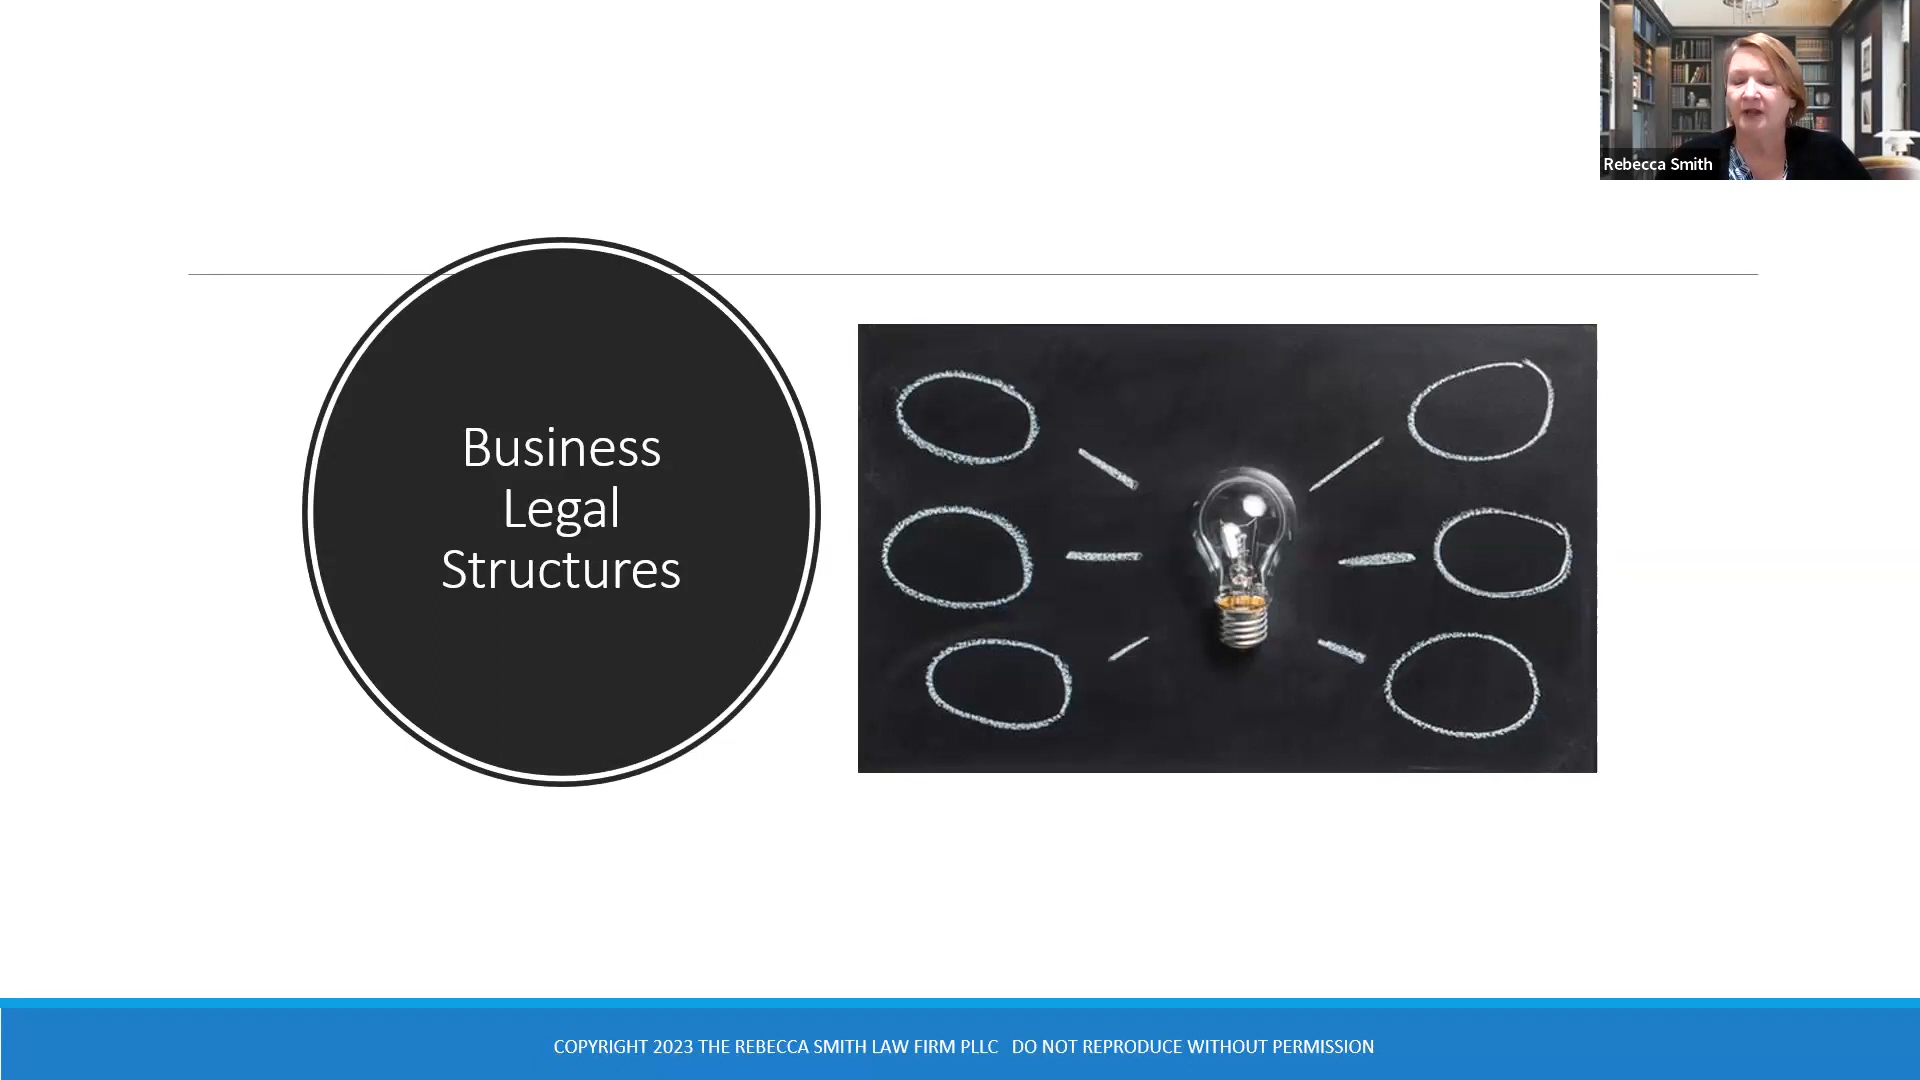 Rebecca Smith
Business
Legal
Structures
COPYRIGHT 2023 THE REBECCA SMITH LAW FIRM PLLC   DO NOT REPRODUCE WITHOUT PERMISSION